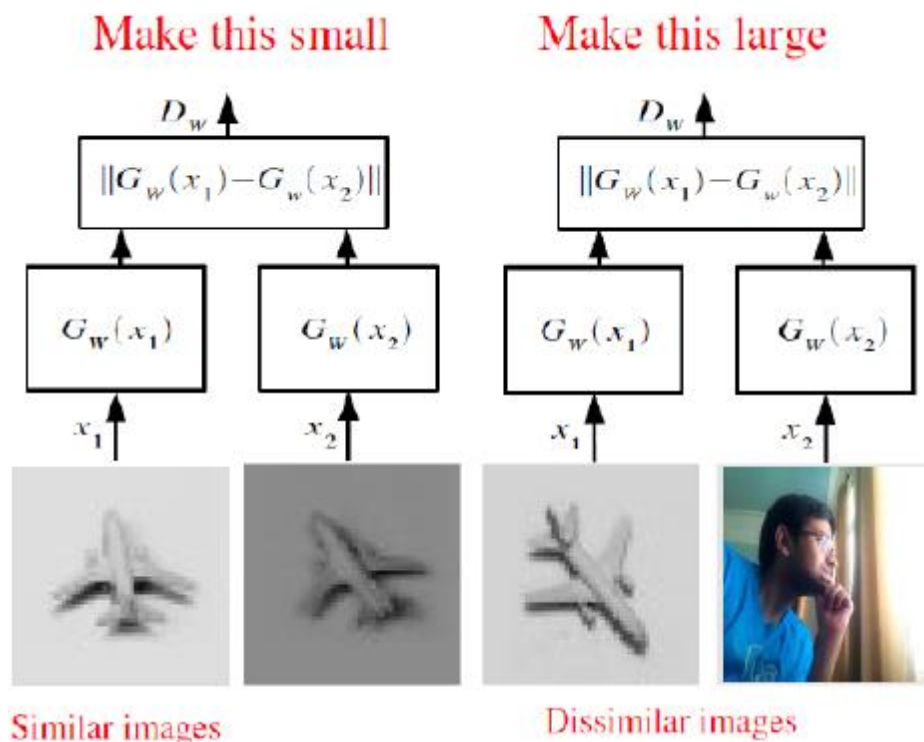 Make this small
Make this large
D_W
D_W
||G_W(x_1)-G_w(x_2)||
||G_W(x_1)-G_w(x_2)||
G_W(x_1)
G_W(x_2)
G_W(x_1)
G_W(x_2)
x_1
x_2
x_1
x_2
Similar images
Dissimilar images